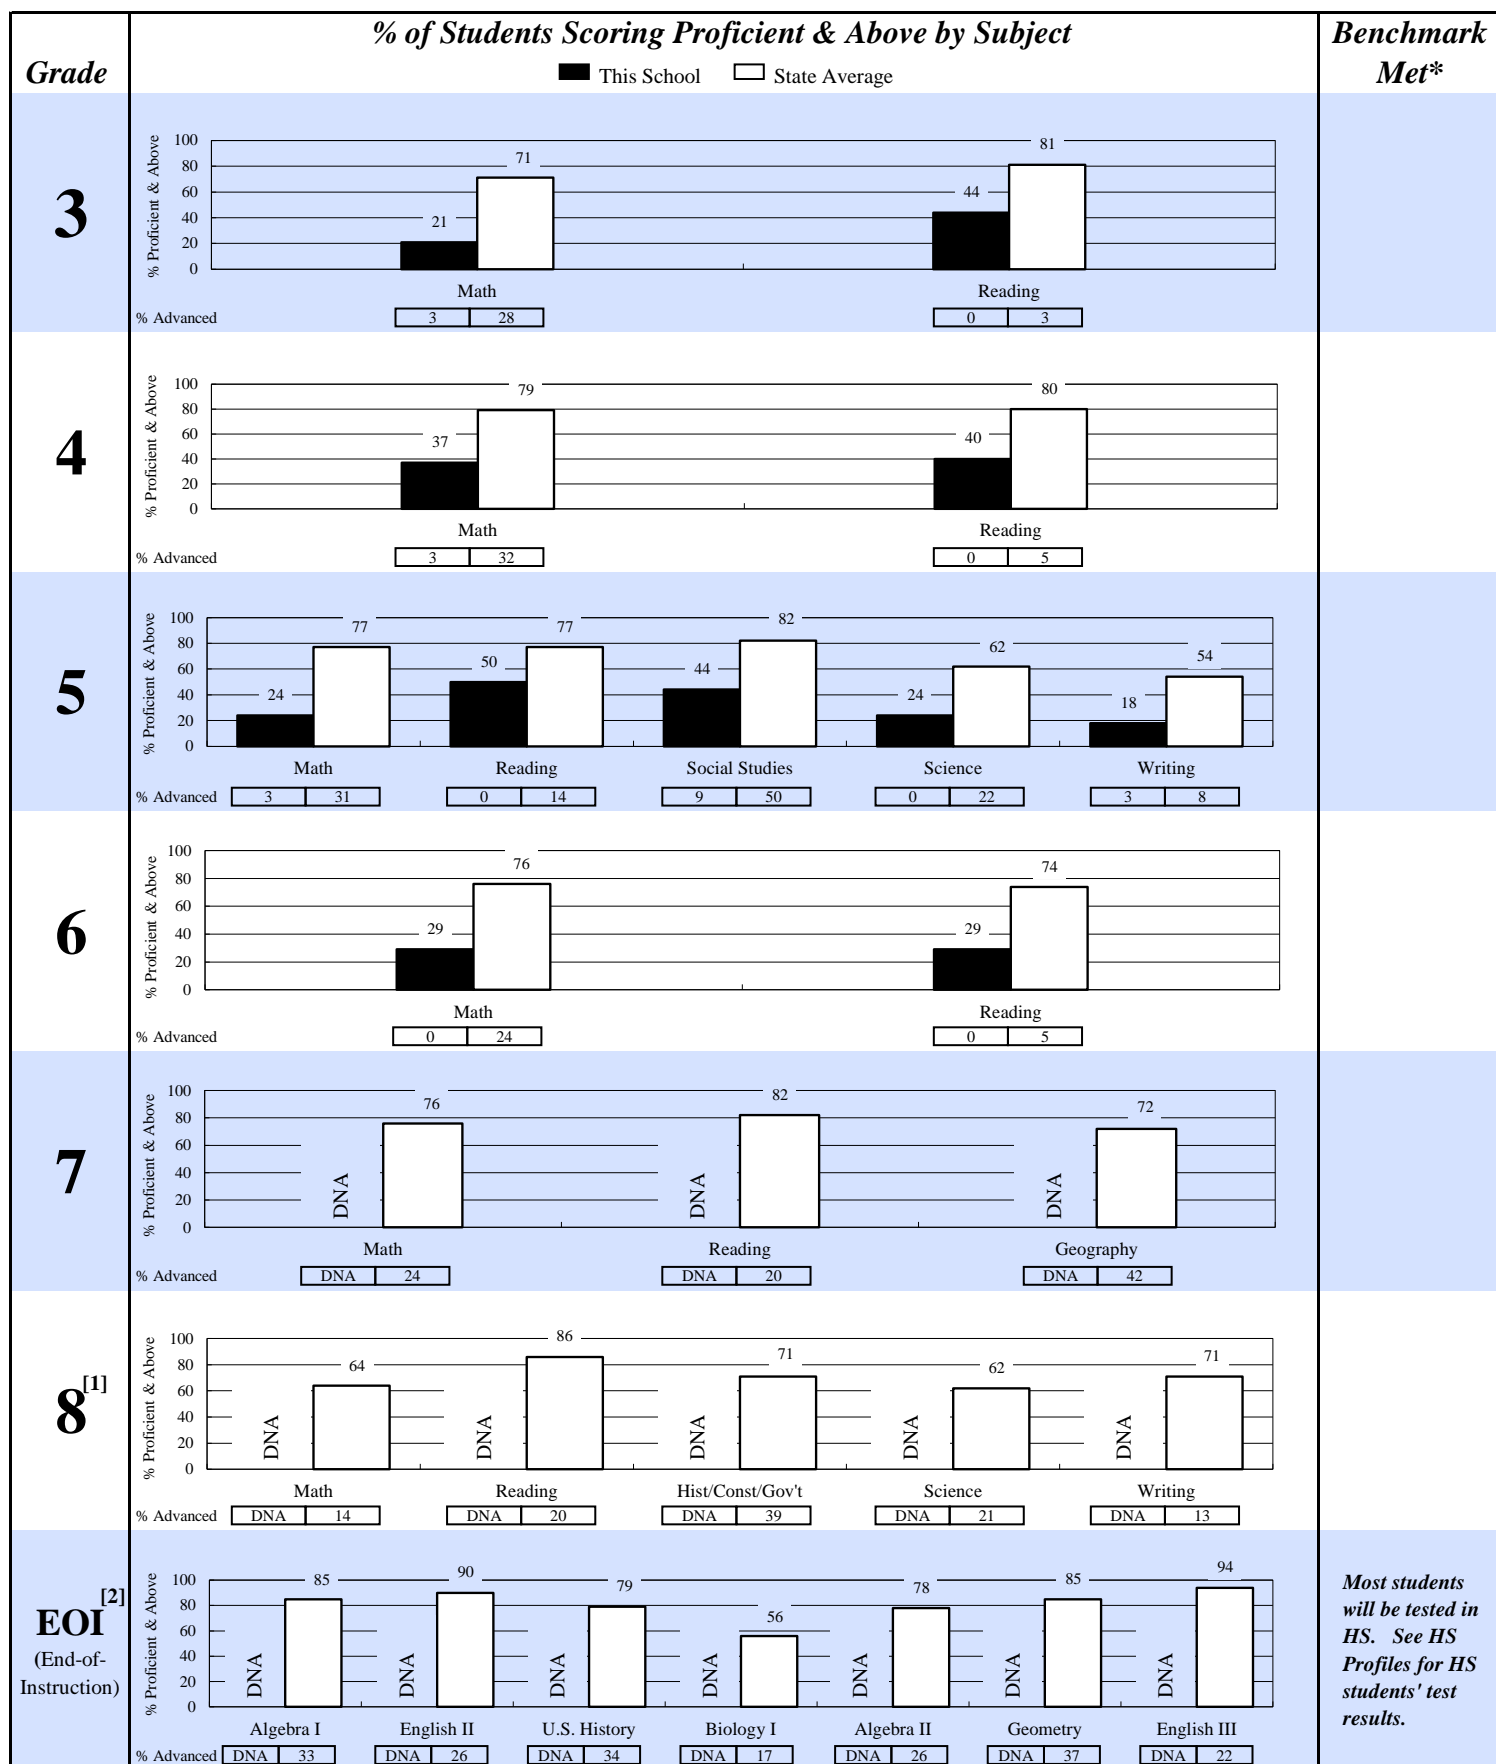 % of Students Scoring Proficient & Above by Subject
Benchmark
Met*
Grade
This School State Average
3
% Proficient & Above
100
80
60
40
20
0
21 71 44 81
Math Reading
% Advanced 3 28 0 3
4
% Proficient & Above
100
80
60
40
20
0
37 79 40 80
Math Reading
% Advanced 3 32 0 5
5
% Proficient & Above
100
80
60
40
20
0
24 77 50 77 44 82 24 62 18 54
Math Reading Social Studies Science Writing
% Advanced 3 31 0 14 9 50 0 22 3 8
6
% Proficient & Above
100
80
60
40
20
0
29 76 29 74
Math Reading
% Advanced 0 24 0 5
7
% Proficient & Above
100
80
60
40
20
0
DNA 76 DNA 82 DNA 72
Math Reading Geography
% Advanced DNA 24 DNA 20 DNA 42
8[1]
% Proficient & Above
100
80
60
40
20
0
DNA 64 DNA 86 DNA 71 DNA 62 DNA 71
Math Reading Hist/Const/Gov't Science Writing
% Advanced DNA 14 DNA 20 DNA 39 DNA 21 DNA 13
EOI[2]
(End-of-
Instruction)
% Proficient & Above
100
80
60
40
20
0
DNA 85 DNA 90 DNA 79 DNA 56 DNA 78 DNA 85 DNA 94
Algebra I English II U.S. History Biology I Algebra II Geometry English III
% Advanced DNA 33 DNA 26 DNA 34 DNA 17 DNA 26 DNA 37 DNA 22
Most students
will be tested in
HS. See HS
Profiles for HS
students' test
results.